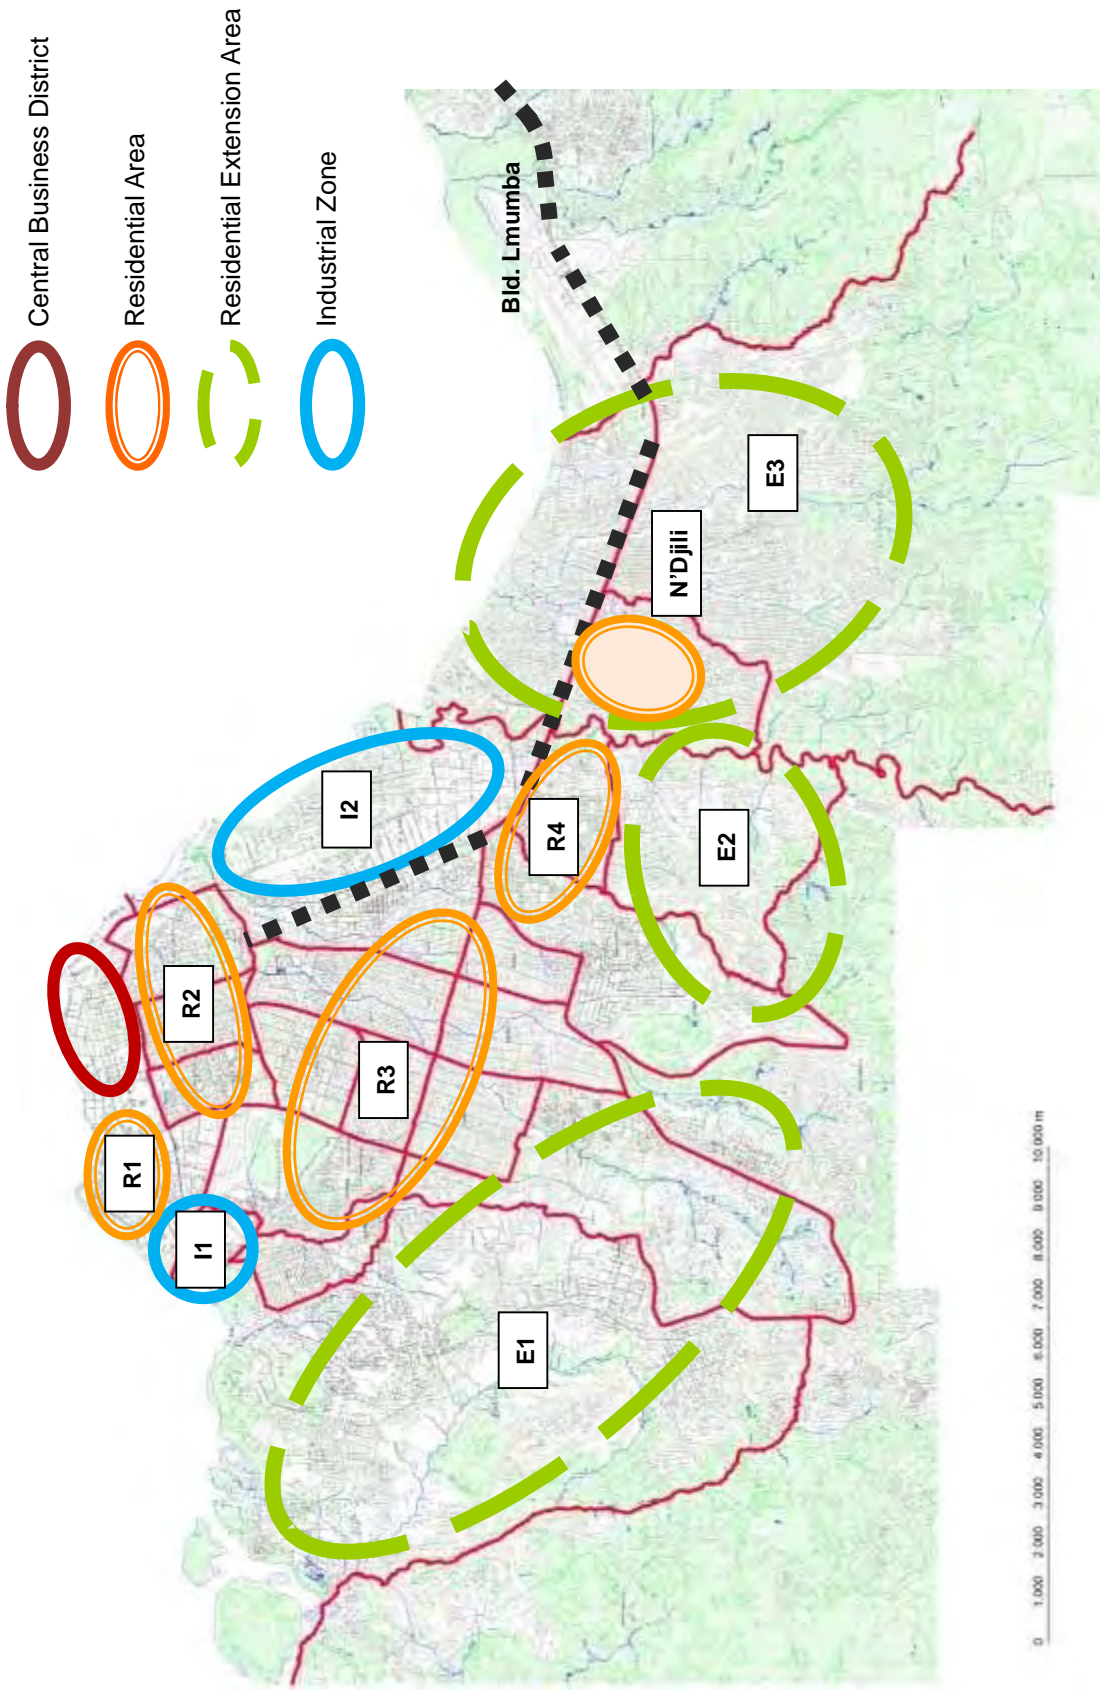 Central Business District
Residential Area
Residential Extension Area
Industrial Zone
Bld. Lmumba
R1
I1
R2
I2
R3
R4
E1
E2
E3
N'Djili
0 1.000 2.000 3.000 4.000 5.000 6.000 7.000 8.000 9.000 10.000 m